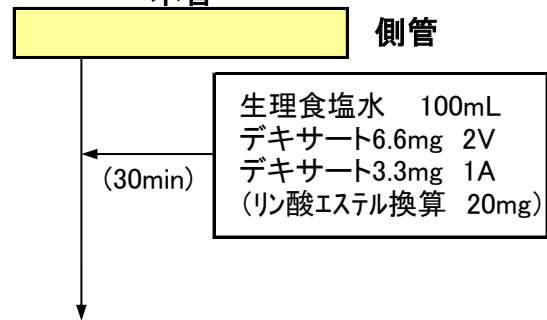 側管
生理食塩水　100mL
デキサート6.6mg 2V
デキサート3.3mg 1A
(リン酸エステル換算 20mg)
(30min)